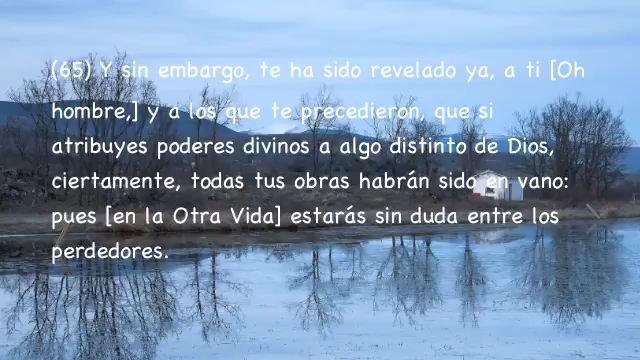 (65) Y sin embargo, te ha sido revelado ya, a ti [Oh
hombre,] y a los que te precedieron, que si
atribuyes poderes divinos a algo distinto de Dios,
ciertamente, todas tus obras habrán sido en vano:
pues [en la Otra Vida] estarás sin duda entre los
perdedores.